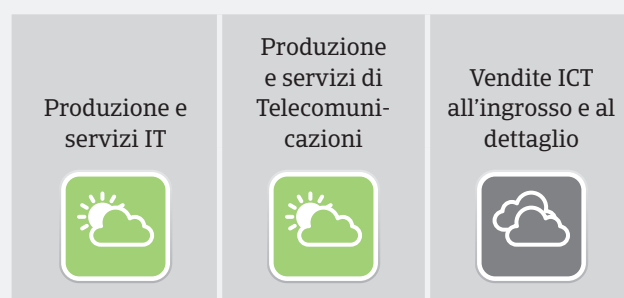 Produzione e
servizi IT
Produzione
e servizi di
Telecomuni-
cazioni
Vendite ICT
all'ingrosso e al
dettaglio